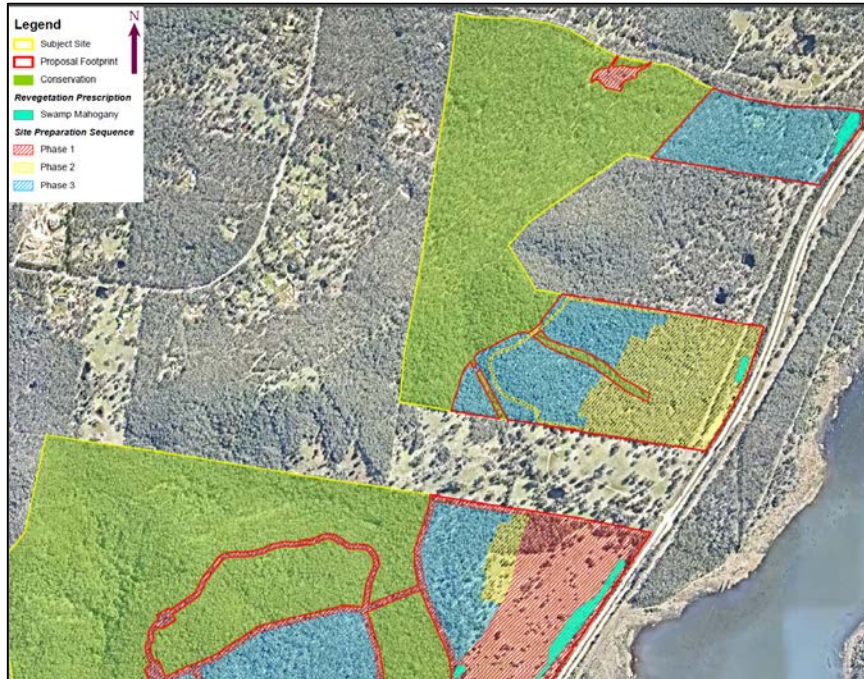 Legend
N
Subject Site
Proposal Footprint
Conservation
Revegetation Prescription
Swamp Mahogany
Site Preparation Sequence
Phase 1
Phase 2
Phase 3